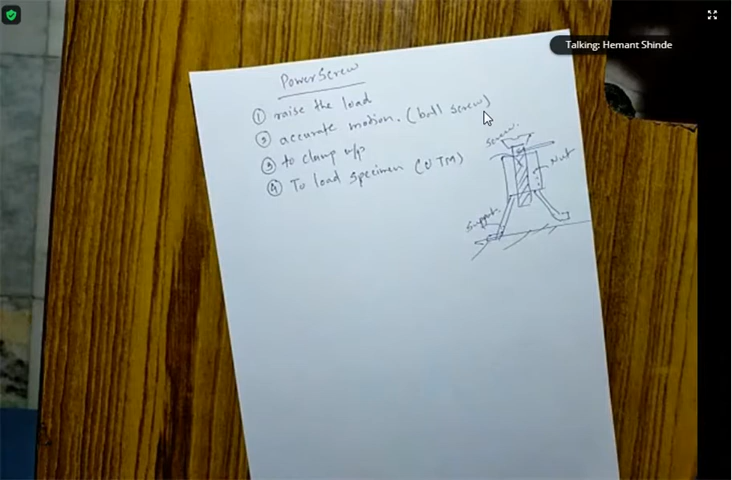 Talking: Hemant Shinde
Power Screw
① raise the load
② accurate motion. (ball screw)
③ to clamp w/p
④ To load specimen (UTM)
Screw.
Nut
Support